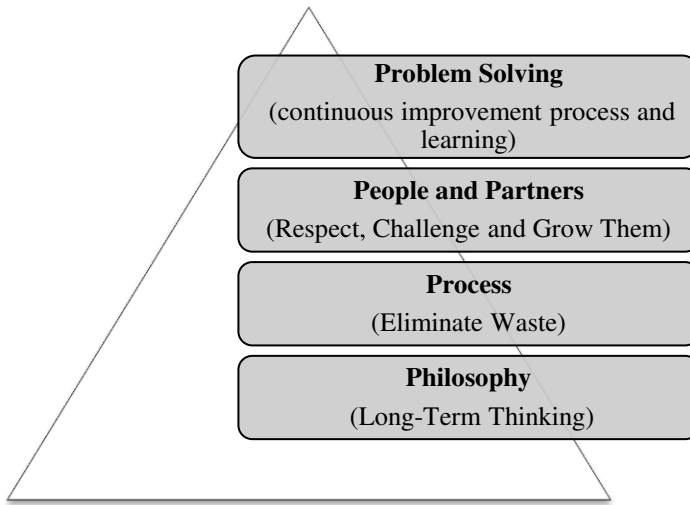 Problem Solving
(continuous improvement process and
learning)
People and Partners
(Respect, Challenge and Grow Them)
Process
(Eliminate Waste)
Philosophy
(Long-Term Thinking)